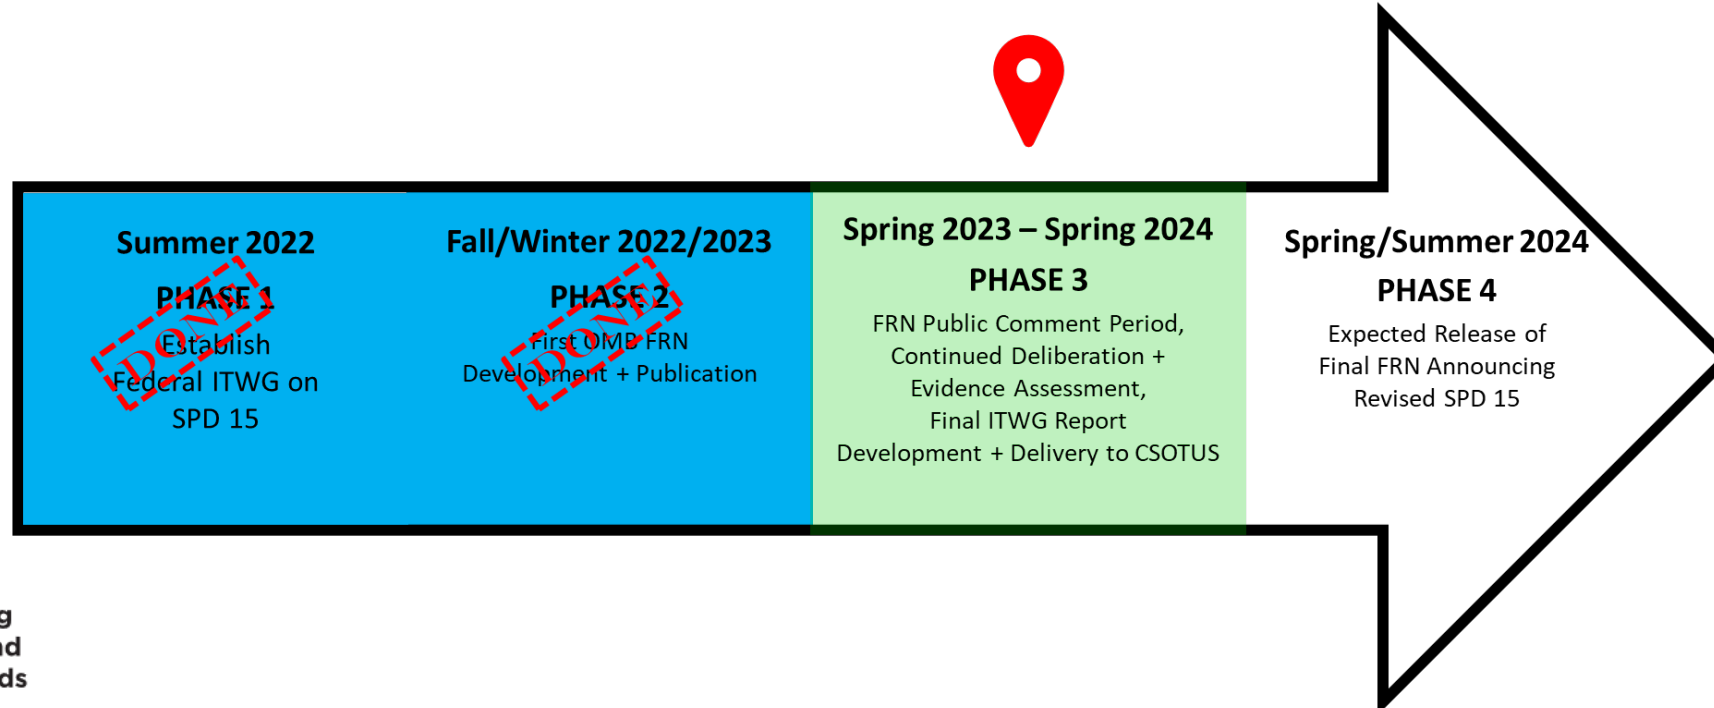 Summer 2022
PHASE 1
DONE
Establish
Federal ITWG on
SPD 15
Fall/Winter 2022/2023
PHASE 2
DONE
First OMB FRN
Development + Publication
Spring 2023 – Spring 2024
PHASE 3
FRN Public Comment Period,
Continued Deliberation +
Evidence Assessment,
Final ITWG Report
Development + Delivery to CSOTUS
Spring/Summer 2024
PHASE 4
Expected Release of
Final FRN Announcing
Revised SPD 15
g
nd
ds